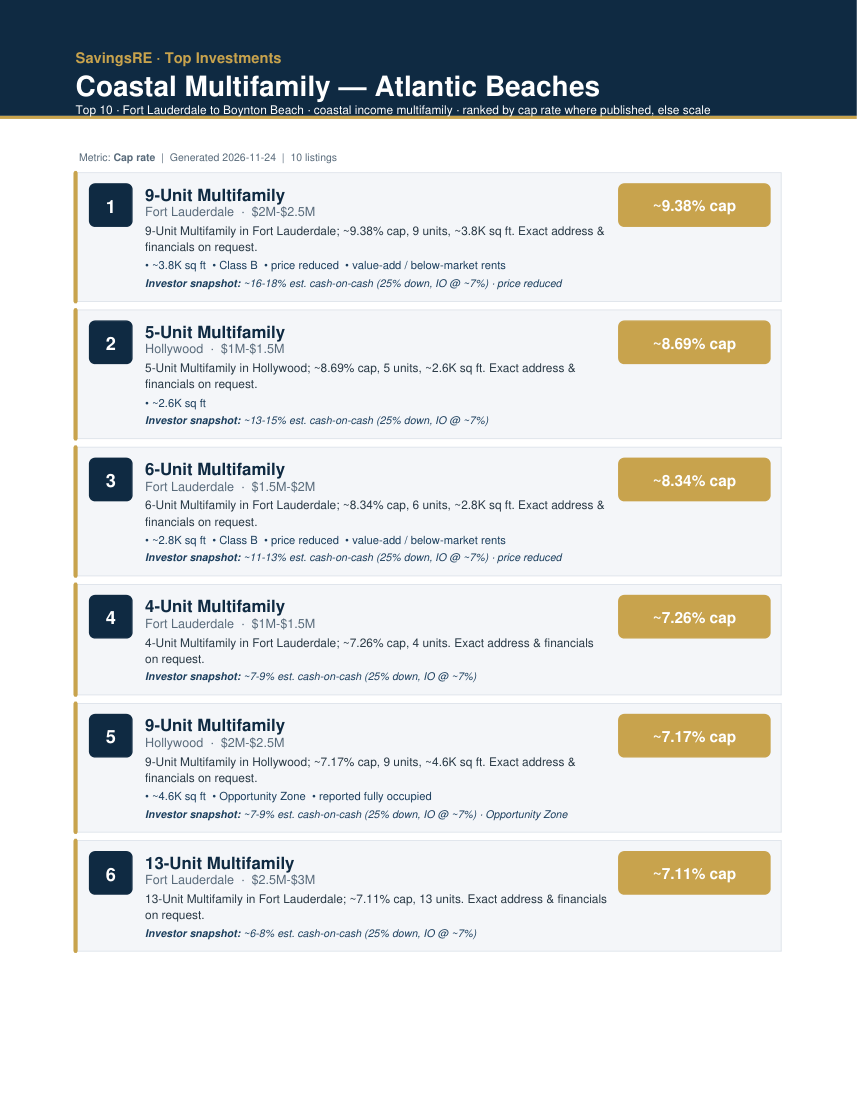 SavingsRE · Top Investments
Coastal Multifamily — Atlantic Beaches
Top 10 · Fort Lauderdale to Boynton Beach · coastal income multifamily · ranked by cap rate where published, else scale
Metric: Cap rate | Generated 2026-11-24 | 10 listings
1
9-Unit Multifamily
~9.38% cap
Fort Lauderdale · $2M-$2.5M
9-Unit Multifamily in Fort Lauderdale; ~9.38% cap, 9 units, ~3.8K sq ft. Exact address &
financials on request.
• ~3.8K sq ft • Class B • price reduced • value-add / below-market rents
Investor snapshot: ~16-18% est. cash-on-cash (25% down, IO @ ~7%) · price reduced
2
5-Unit Multifamily
~8.69% cap
Hollywood · $1M-$1.5M
5-Unit Multifamily in Hollywood; ~8.69% cap, 5 units, ~2.6K sq ft. Exact address &
financials on request.
• ~2.6K sq ft
Investor snapshot: ~13-15% est. cash-on-cash (25% down, IO @ ~7%)
3
6-Unit Multifamily
~8.34% cap
Fort Lauderdale · $1.5M-$2M
6-Unit Multifamily in Fort Lauderdale; ~8.34% cap, 6 units, ~2.8K sq ft. Exact address &
financials on request.
• ~2.8K sq ft • Class B • price reduced • value-add / below-market rents
Investor snapshot: ~11-13% est. cash-on-cash (25% down, IO @ ~7%) · price reduced
4
4-Unit Multifamily
~7.26% cap
Fort Lauderdale · $1M-$1.5M
4-Unit Multifamily in Fort Lauderdale; ~7.26% cap, 4 units. Exact address & financials
on request.
Investor snapshot: ~7-9% est. cash-on-cash (25% down, IO @ ~7%)
5
9-Unit Multifamily
~7.17% cap
Hollywood · $2M-$2.5M
9-Unit Multifamily in Hollywood; ~7.17% cap, 9 units, ~4.6K sq ft. Exact address &
financials on request.
• ~4.6K sq ft • Opportunity Zone • reported fully occupied
Investor snapshot: ~7-9% est. cash-on-cash (25% down, IO @ ~7%) · Opportunity Zone
6
13-Unit Multifamily
~7.11% cap
Fort Lauderdale · $2.5M-$3M
13-Unit Multifamily in Fort Lauderdale; ~7.11% cap, 13 units. Exact address & financials
on request.
Investor snapshot: ~6-8% est. cash-on-cash (25% down, IO @ ~7%)